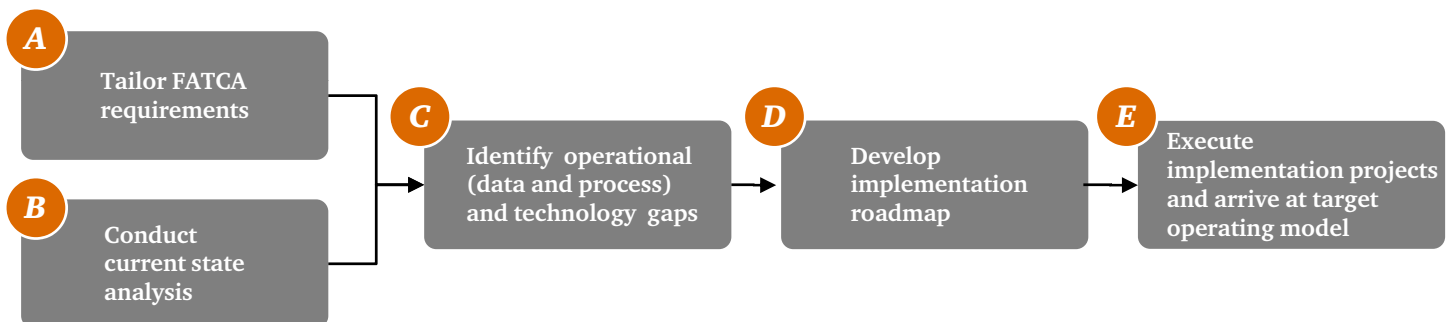 A
Tailor FATCA
requirements
B
Conduct
current state
analysis
C
Identify operational
(data and process)
and technology gaps
D
Develop
implementation
roadmap
E
Execute
implementation projects
and arrive at target
operating model